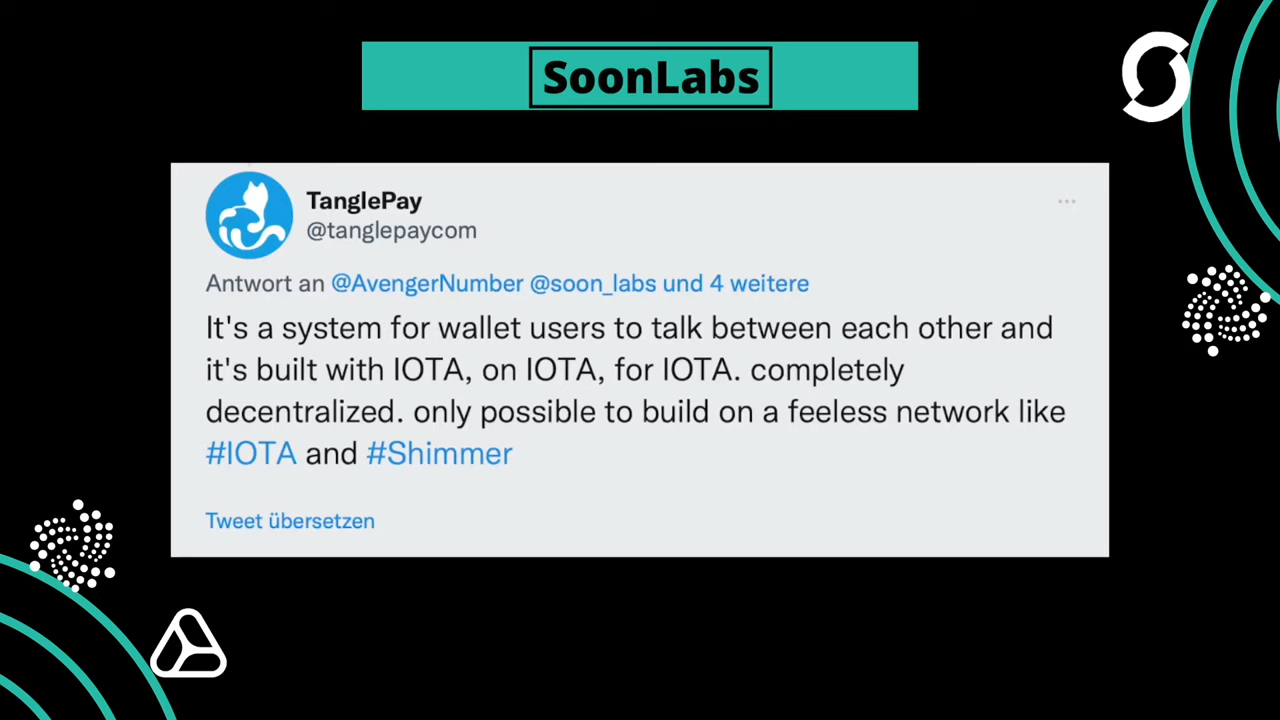 SoonLabs
TanglePay
@tanglepaycom
Antwort an @AvengerNumber @soon_labs und 4 weitere
It's a system for wallet users to talk between each other and
it's built with IOTA, on IOTA, for IOTA. completely
decentralized. only possible to build on a feeless network like
#IOTA and #Shimmer
Tweet übersetzen